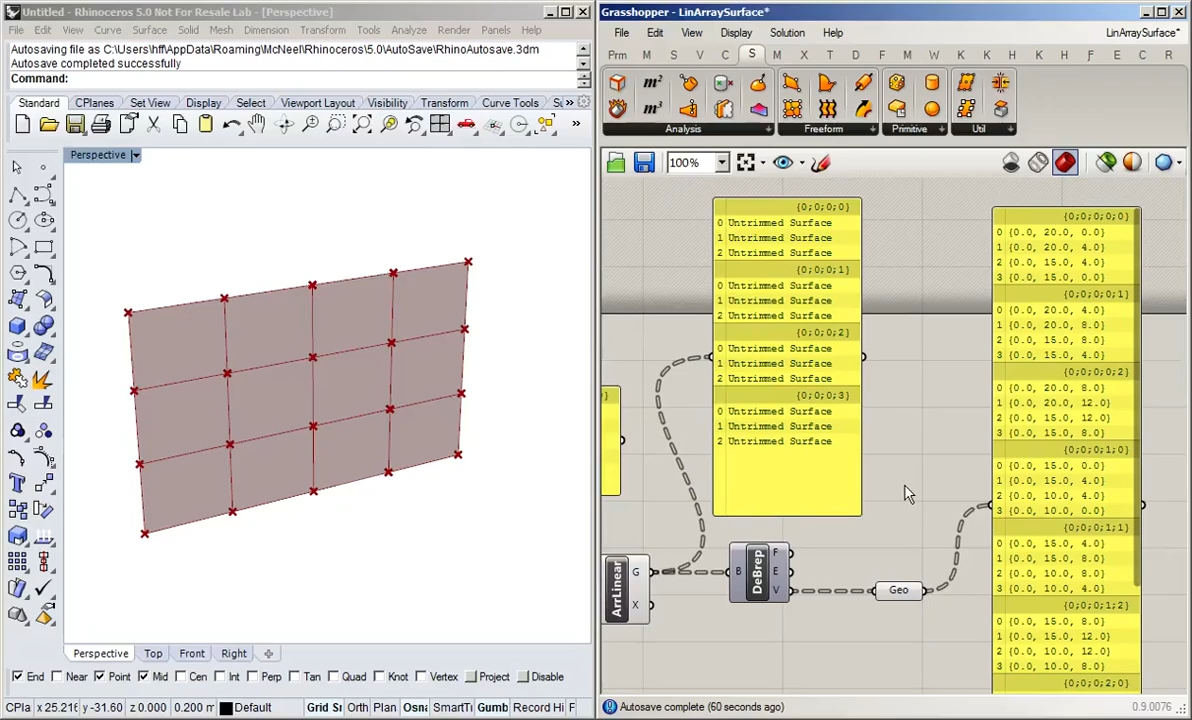 Untitled - Rhinoceros 5.0 Not For Resale Lab - [Perspective]
File Edit View Curve Surface Solid Mesh Dimension Transform Tools Analyze Render Panels Help
Autosaving file as C:\Users\hff\AppData\Roaming\McNeel\Rhinoceros\5.0\AutoSave\RhinoAutosave.3dm
Autosave completed successfully
Command:
Standard CPlanes Set View Display Select Viewport Layout Visibility Transform Curve Tools »
Perspective
Perspective Top Front Right
End Near Point Mid Cen Int Perp Tan Quad Knot Vertex Project Disable
CPla x 25.216 y -31.60 z 0.000 0.200 m Default Grid S Orth Plan Osna SmartT Gumb Record Hi F
Grasshopper - LinArraySurface*
File Edit View Display Solution Help
LinArraySurface*
Prm M S V C S M X T D F M H K M M H F E C R
m²
m³
Analysis Freeform Primitive Util
100%
{0;0;0;0}
0 Untrimmed Surface
1 Untrimmed Surface
2 Untrimmed Surface
{0;0;0;1}
0 Untrimmed Surface
1 Untrimmed Surface
2 Untrimmed Surface
{0;0;0;2}
0 Untrimmed Surface
1 Untrimmed Surface
2 Untrimmed Surface
{0;0;0;3}
0 Untrimmed Surface
1 Untrimmed Surface
2 Untrimmed Surface
{0;0;0;0;0}
0 {0.0, 20.0, 0.0}
1 {0.0, 20.0, 4.0}
2 {0.0, 15.0, 4.0}
3 {0.0, 15.0, 0.0}
{0;0;0;0;1}
0 {0.0, 20.0, 4.0}
1 {0.0, 20.0, 8.0}
2 {0.0, 15.0, 8.0}
3 {0.0, 15.0, 4.0}
{0;0;0;0;2}
0 {0.0, 20.0, 8.0}
1 {0.0, 20.0, 12.0}
2 {0.0, 15.0, 12.0}
3 {0.0, 15.0, 8.0}
{0;0;0;1;0}
0 {0.0, 15.0, 0.0}
1 {0.0, 15.0, 4.0}
2 {0.0, 10.0, 4.0}
3 {0.0, 10.0, 0.0}
{0;0;0;1;1}
0 {0.0, 15.0, 4.0}
1 {0.0, 15.0, 8.0}
2 {0.0, 10.0, 8.0}
3 {0.0, 10.0, 4.0}
{0;0;0;1;2}
0 {0.0, 15.0, 8.0}
1 {0.0, 15.0, 12.0}
2 {0.0, 10.0, 12.0}
3 {0.0, 10.0, 8.0}
{0;0;0;2;0}
ArrLinear G X
B DeBrep F E V
Geo
Autosave complete (60 seconds ago)
0.9.0076